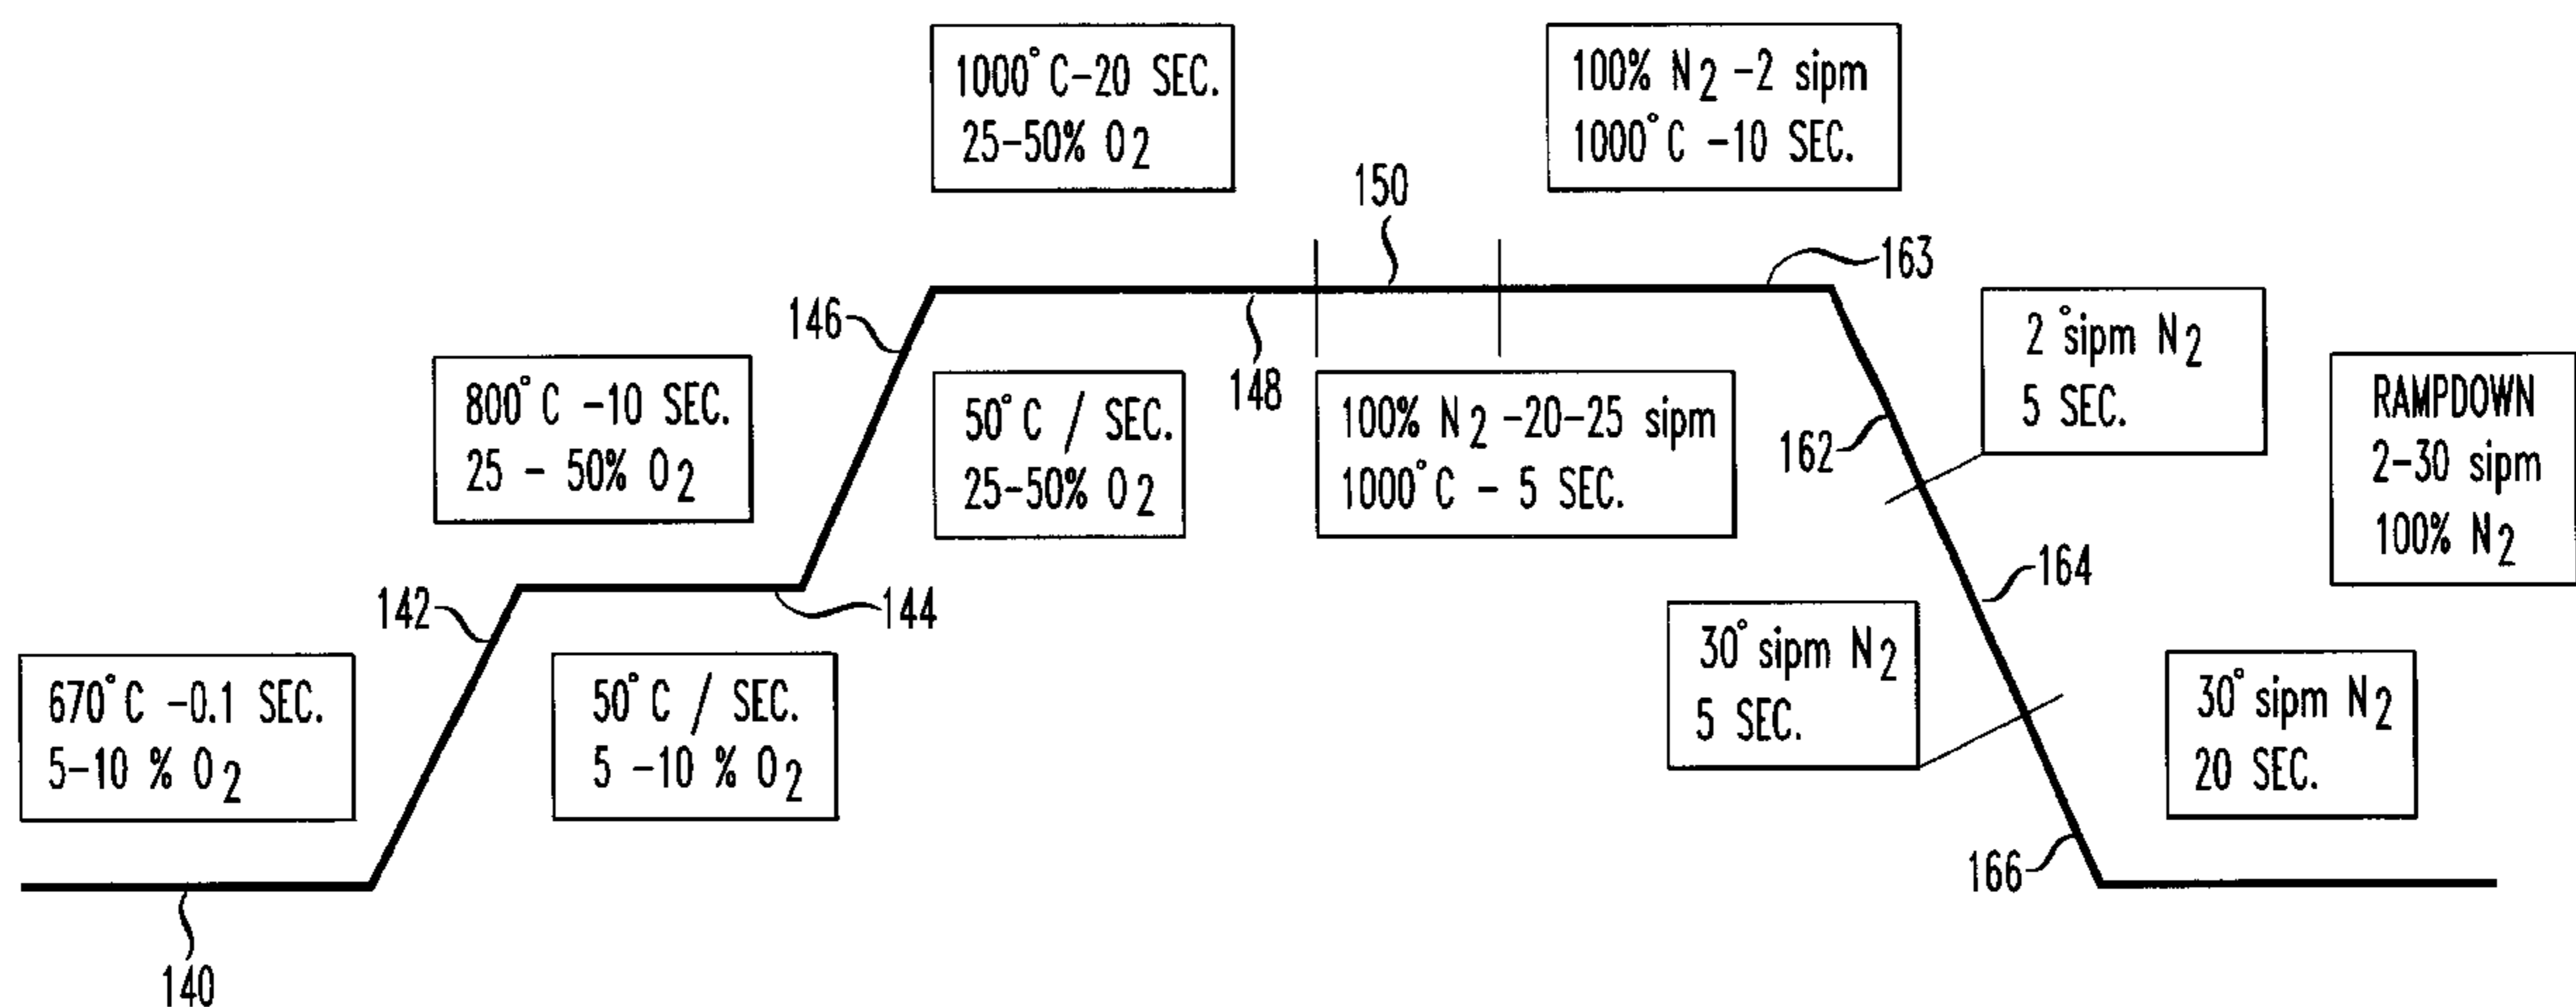 1000°C-20 SEC.
25-50% O2
100% N2 -2 sipm
1000°C -10 SEC.
150
163
146
148
2 °sipm N2
5 SEC.
800°C -10 SEC.
25 - 50% O2
50°C / SEC.
25-50% O2
100% N2 -20-25 sipm
1000°C - 5 SEC.
162
RAMPDOWN
2-30 sipm
100% N2
164
142
144
30° sipm N2
5 SEC.
670°C -0.1 SEC.
5-10 % O2
50°C / SEC.
5 -10 % O2
30° sipm N2
20 SEC.
166
140